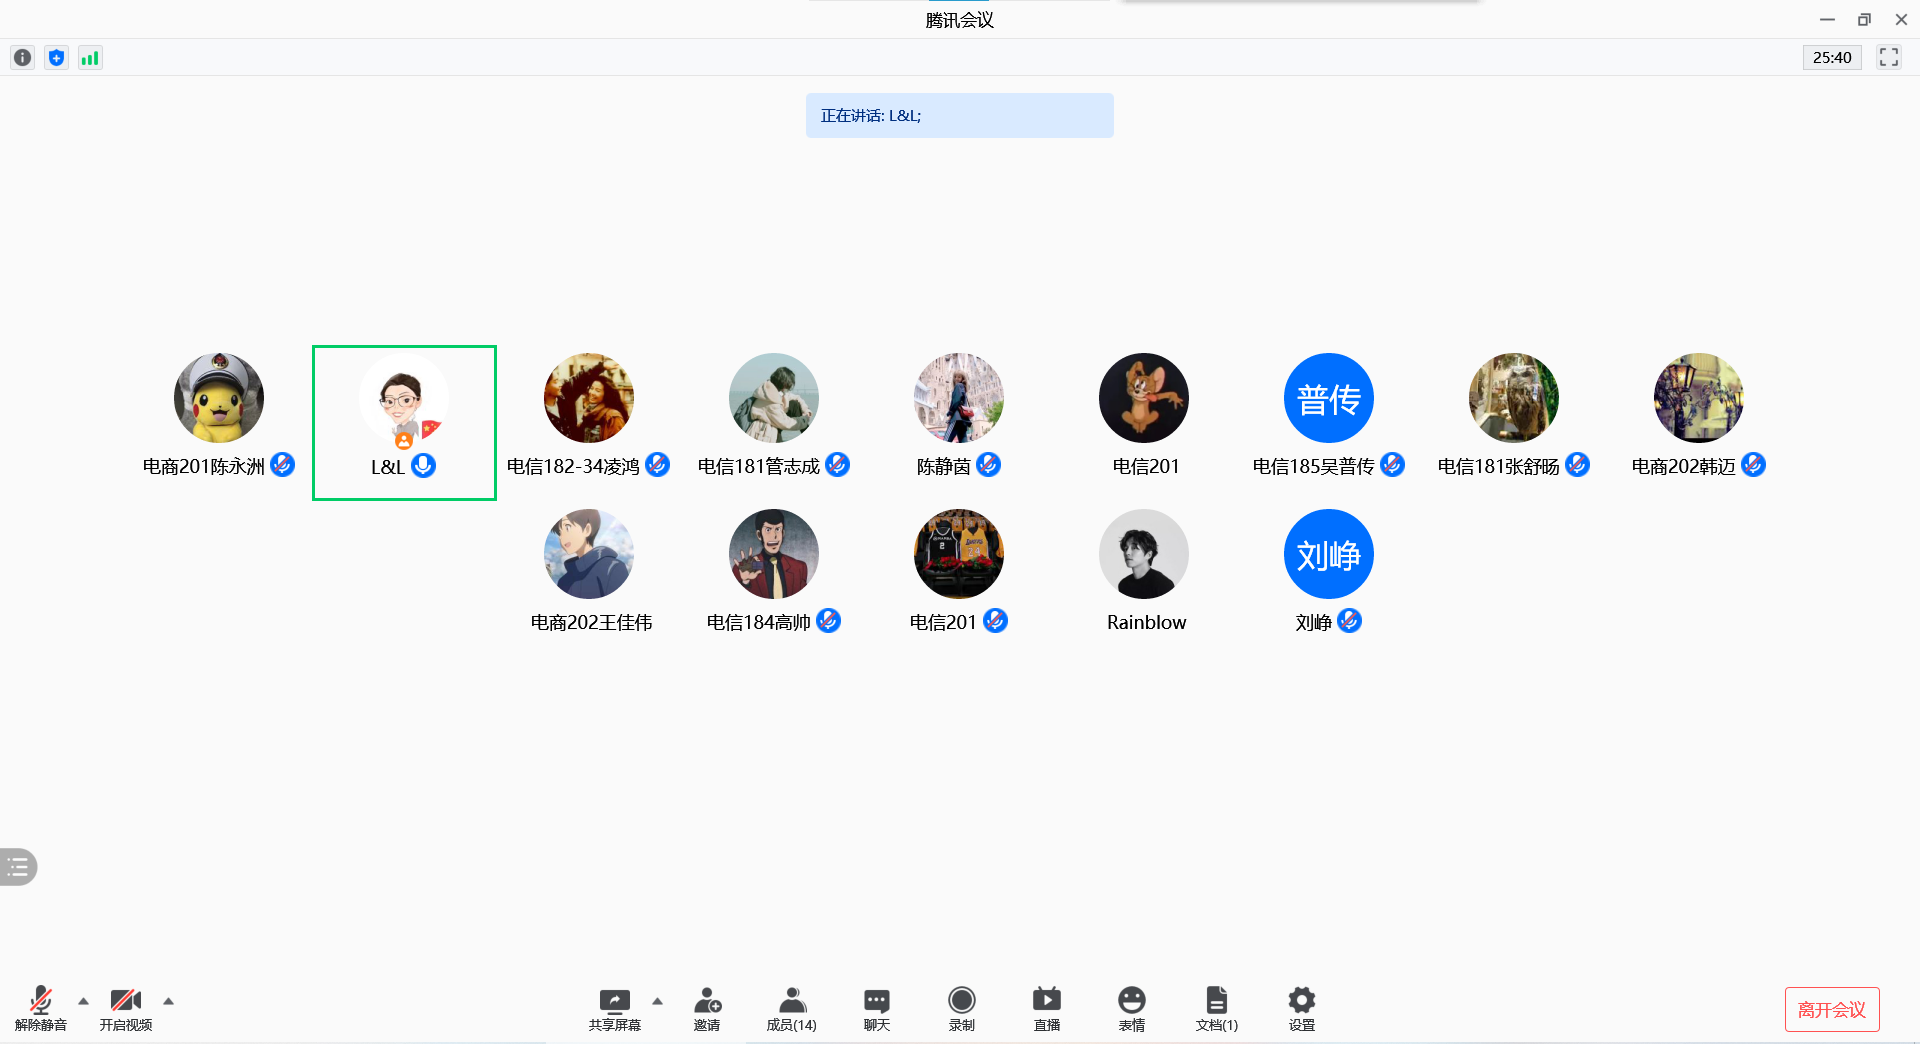 腾讯会议
25:40
正在讲话: L&L;
电商201陈永洲
L&L
电信182-34凌鸿
电信181管志成
陈静茵
电信201
普传
电信185吴普传
电信181张舒旸
电商202韩迈
电商202王佳伟
电信184高帅
电信201
Rainblow
刘峥
刘峥
解除静音
开启视频
共享屏幕
邀请
成员(14)
聊天
录制
直播
表情
文档(1)
设置
离开会议